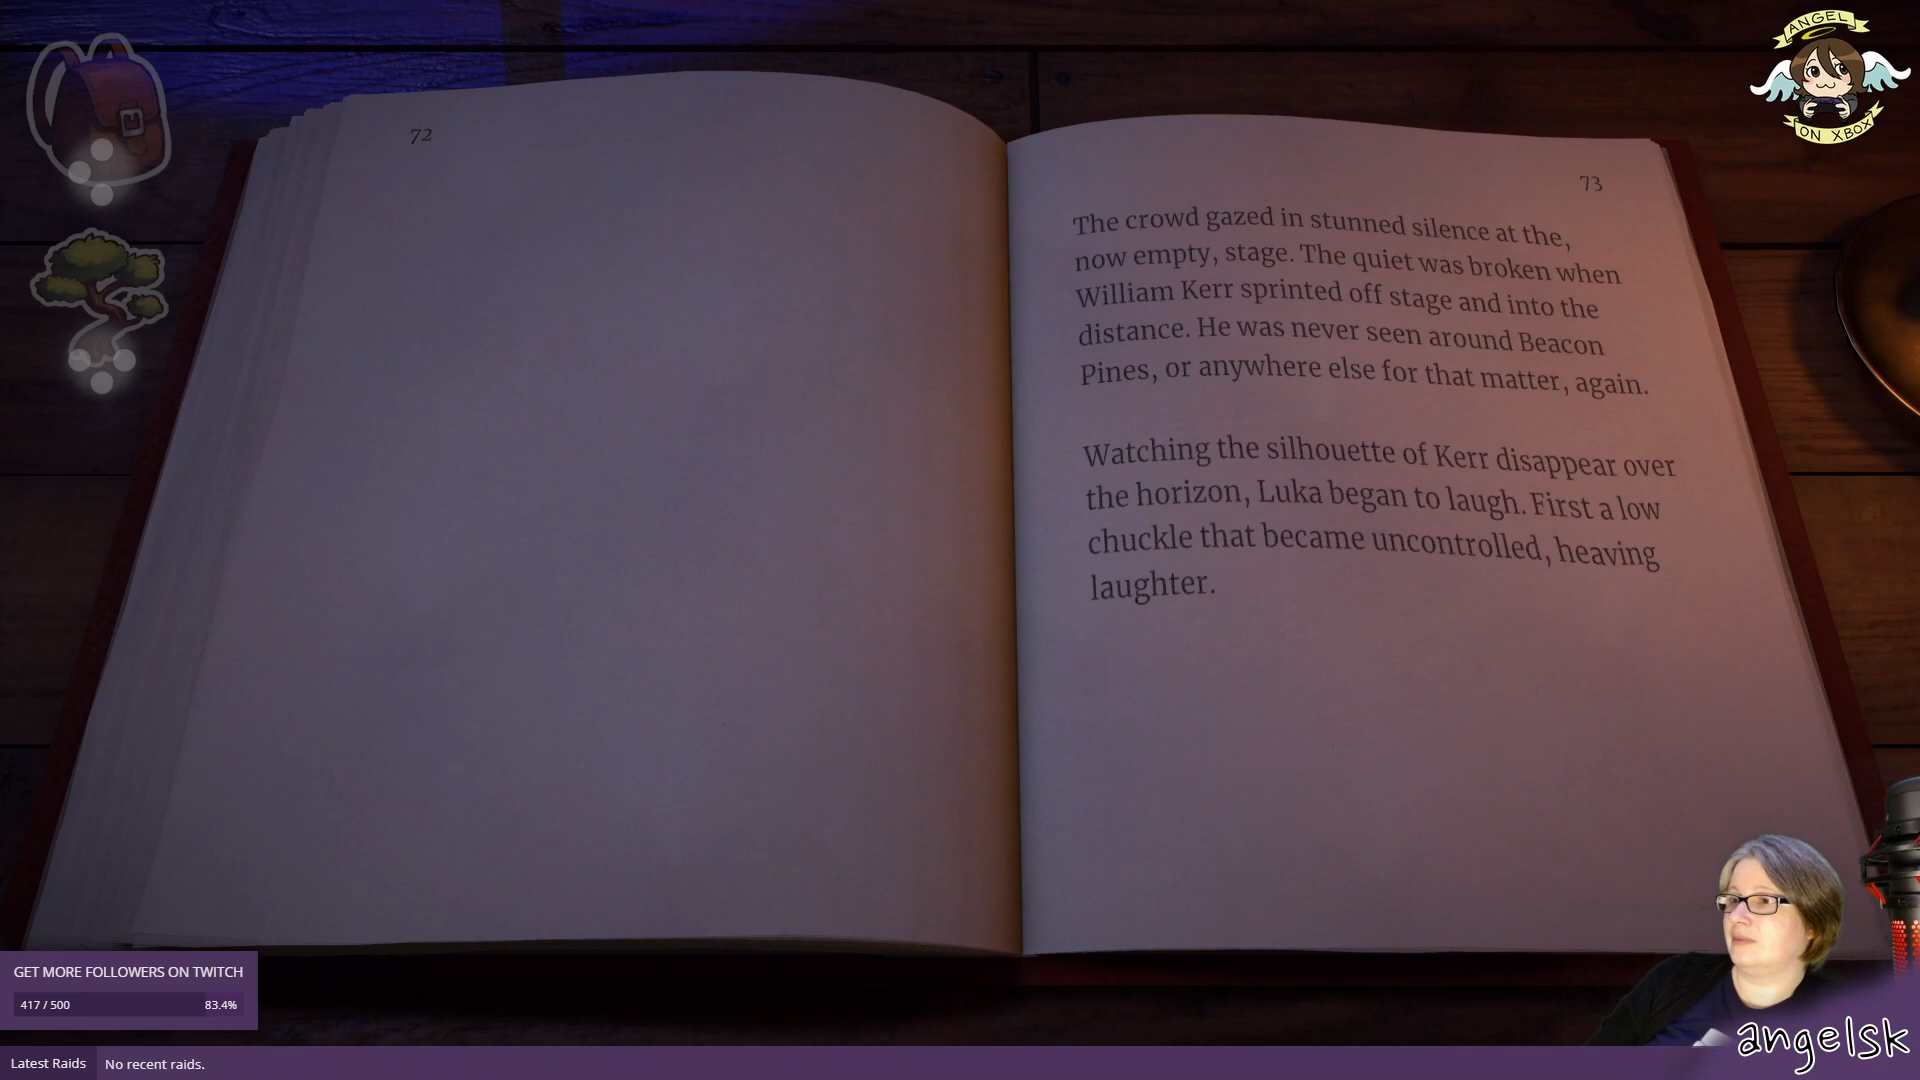 ANGEL
ON XBOX
72
73
The crowd gazed in stunned silence at the,
now empty, stage. The quiet was broken when
William Kerr sprinted off stage and into the
distance. He was never seen around Beacon
Pines, or anywhere else for that matter, again.
Watching the silhouette of Kerr disappear over
the horizon, Luka began to laugh. First a low
chuckle that became uncontrolled, heaving
laughter.
GET MORE FOLLOWERS ON TWITCH
417 / 500 83.4%
angelsk
Latest Raids No recent raids.